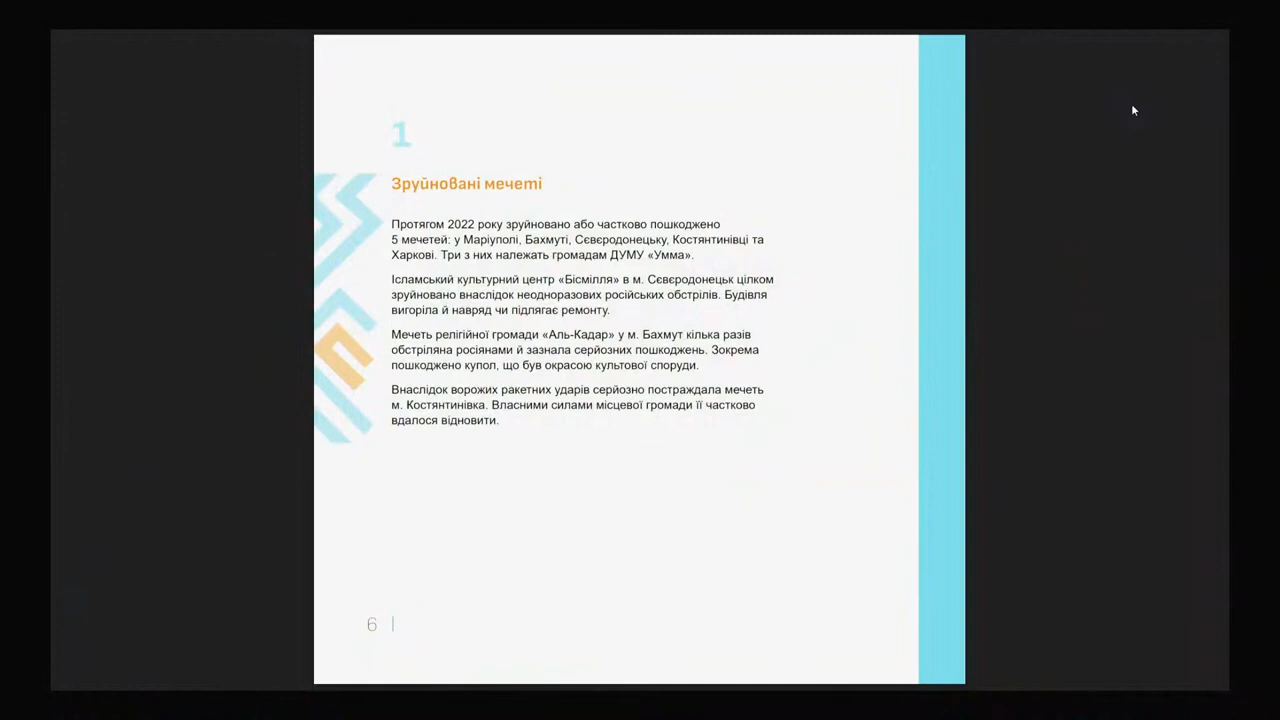 1
Зруйновані мечеті
Протягом 2022 року зруйновано або частково пошкоджено
5 мечетей: у Маріуполі, Бахмуті, Сєвєродонецьку, Костянтинівці та
Харкові. Три з них належать громадам ДУМУ «Умма».
Ісламський культурний центр «Бісмілля» в м. Сєвєродонецьк цілком
зруйновано внаслідок неодноразових російських обстрілів. Будівля
вигоріла й навряд чи підлягає ремонту.
Мечеть релігійної громади «Аль-Кадар» у м. Бахмут кілька разів
обстріляна росіянами й зазнала серйозних пошкоджень. Зокрема
пошкоджено купол, що був окрасою культової споруди.
Внаслідок ворожих ракетних ударів серйозно постраждала мечеть
м. Костянтинівка. Власними силами місцевої громади її частково
вдалося відновити.
6 |